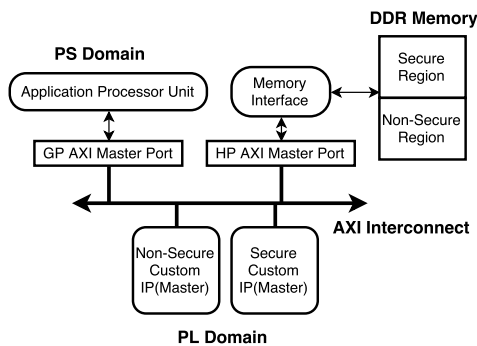 DDR Memory
PS Domain
Secure
Region
Application Processor Unit
Memory
Interface
Non-Secure
Region
GP AXI Master Port
HP AXI Master Port
AXI Interconnect
Non-Secure
Custom
IP(Master)
Secure
Custom
IP(Master)
PL Domain